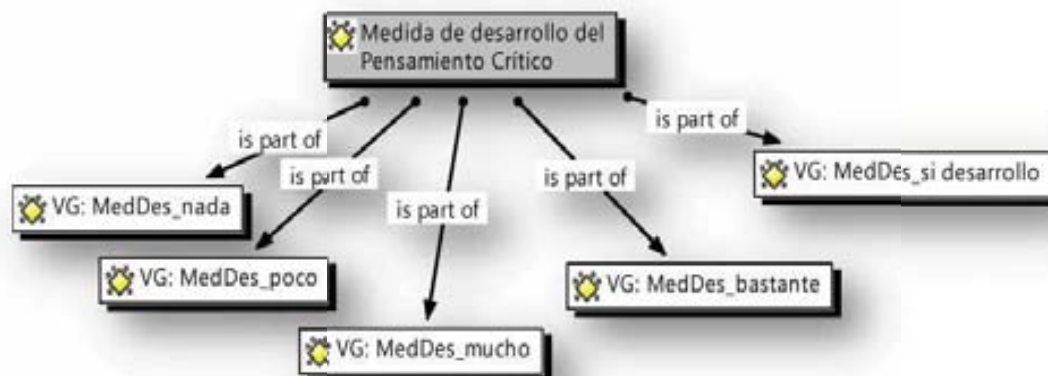 Medida de desarrollo del
Pensamiento Crítico
is part of
is part of
is part of
is part of
is part of
VG: MedDes_si desarrollo
VG: MedDes_nada
VG: MedDes_poco
VG: MedDes_bastante
VG: MedDes_mucho